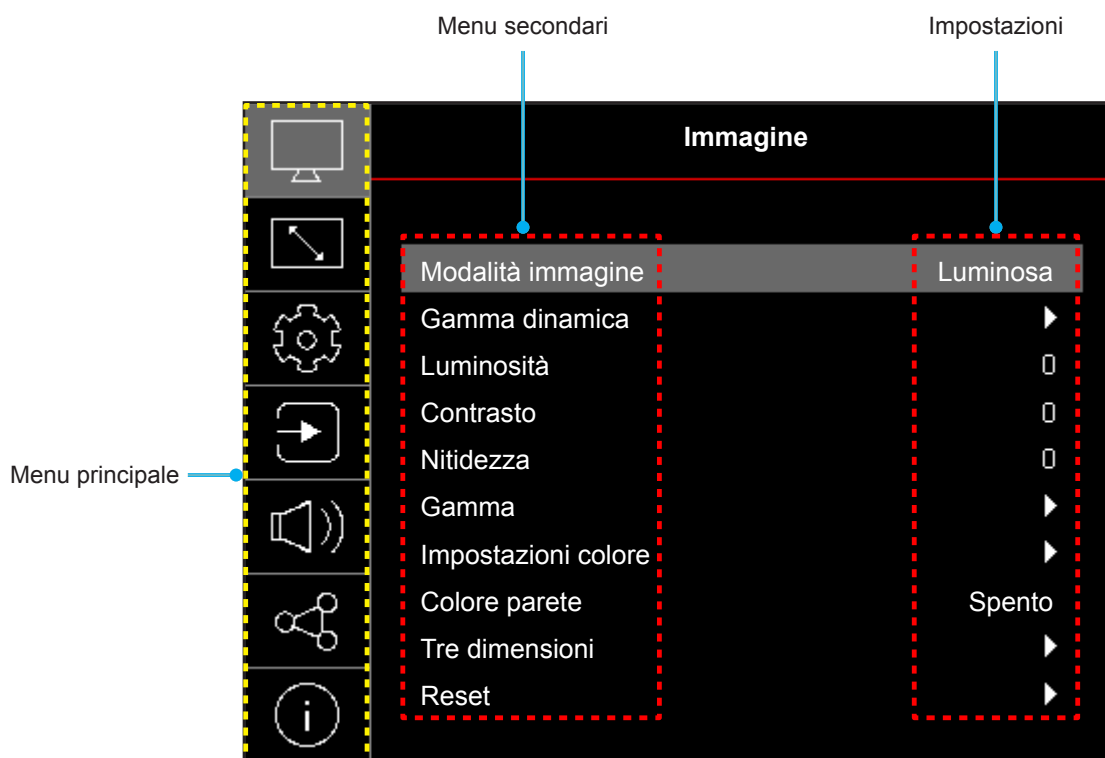 Menu secondari Impostazioni
Immagine
Modalità immagine Luminosa
Gamma dinamica
Luminosità 0
Contrasto 0
Nitidezza 0
Menu principale
Gamma
Impostazioni colore
Colore parete Spento
Tre dimensioni
Reset
i